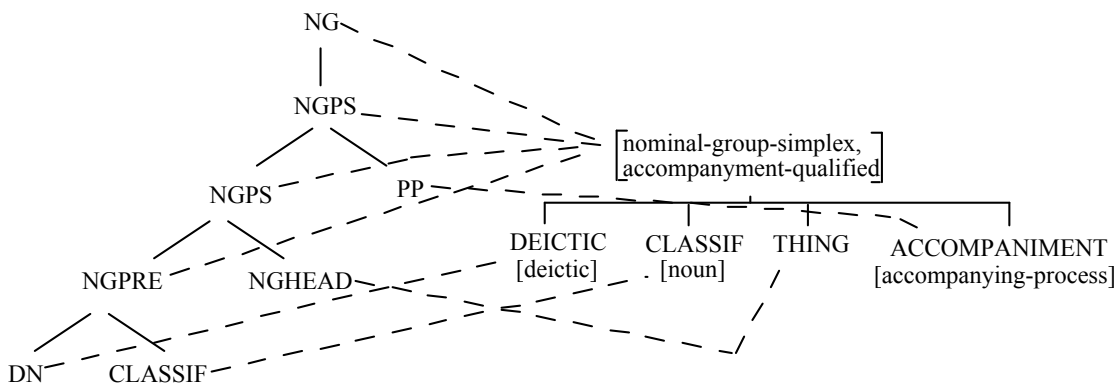 NG
NGPS
nominal-group-simplex,
accompanyment-qualified
NGPS PP
DEICTIC CLASSIF THING ACCOMPANIMENT
[deictic] [noun] [accompanying-process]
NGPRE NGHEAD
DN CLASSIF